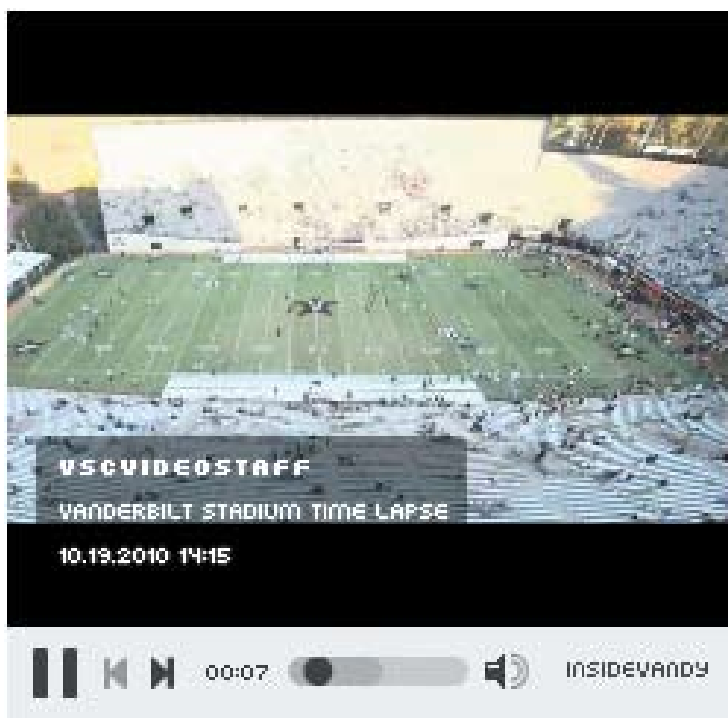 VSCVIDEOSTAFF
VANDERBILT STADIUM TIME LAPSE
10.19.2010 14:15
00:07
INSIDEVANDY